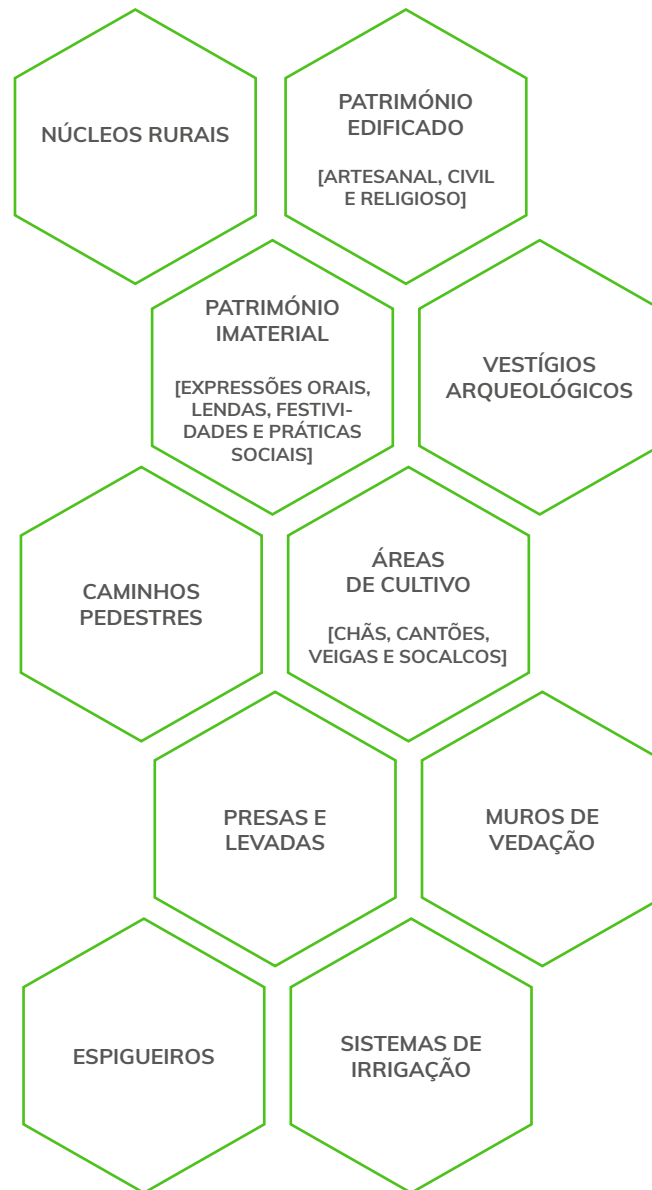 NÚCLEOS RURAIS
PATRIMÓNIO
EDIFICADO
[ARTESANAL, CIVIL
E RELIGIOSO]
PATRIMÓNIO
IMATERIAL
[EXPRESSÕES ORAIS,
LENDAS, FESTIVI-
DADES E PRÁTICAS
SOCIAIS]
VESTÍGIOS
ARQUEOLÓGICOS
CAMINHOS
PEDESTRES
ÁREAS
DE CULTIVO
[CHÃS, CANTÕES,
VEIGAS E SOCALCOS]
PRESAS E
LEVADAS
MUROS DE
VEDAÇÃO
ESPIGUEIROS
SISTEMAS DE
IRRIGAÇÃO